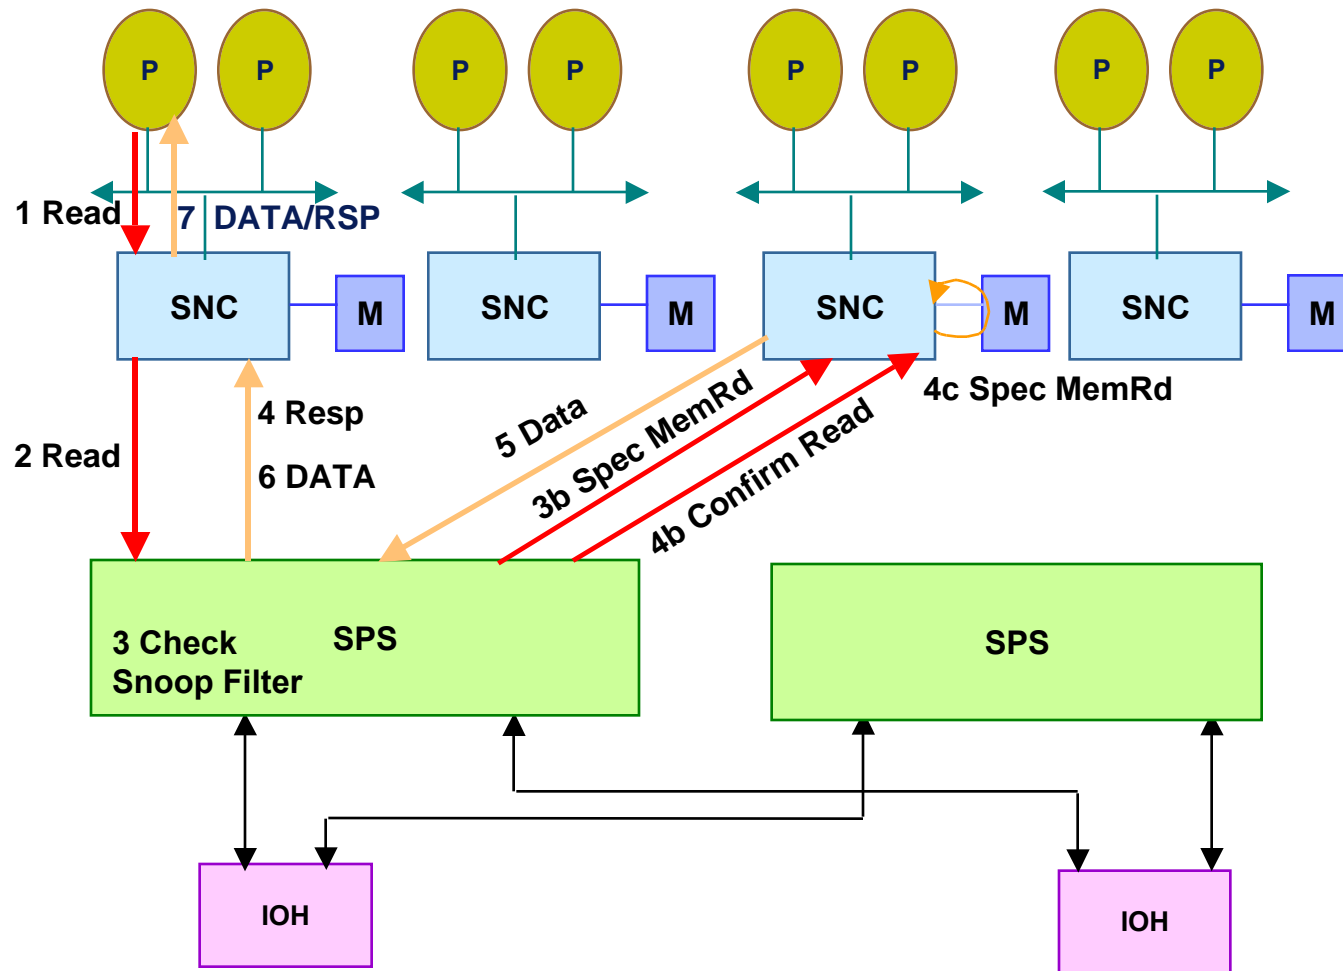 P
P
P
P
P
P
P
P
1 Read
7 DATA/RSP
SNC
M
SNC
M
SNC
M
SNC
M
4c Spec MemRd
4 Resp
5 Data
3b Spec MemRd
4b Confirm Read
2 Read
6 DATA
3 Check
Snoop Filter
SPS
SPS
IOH
IOH